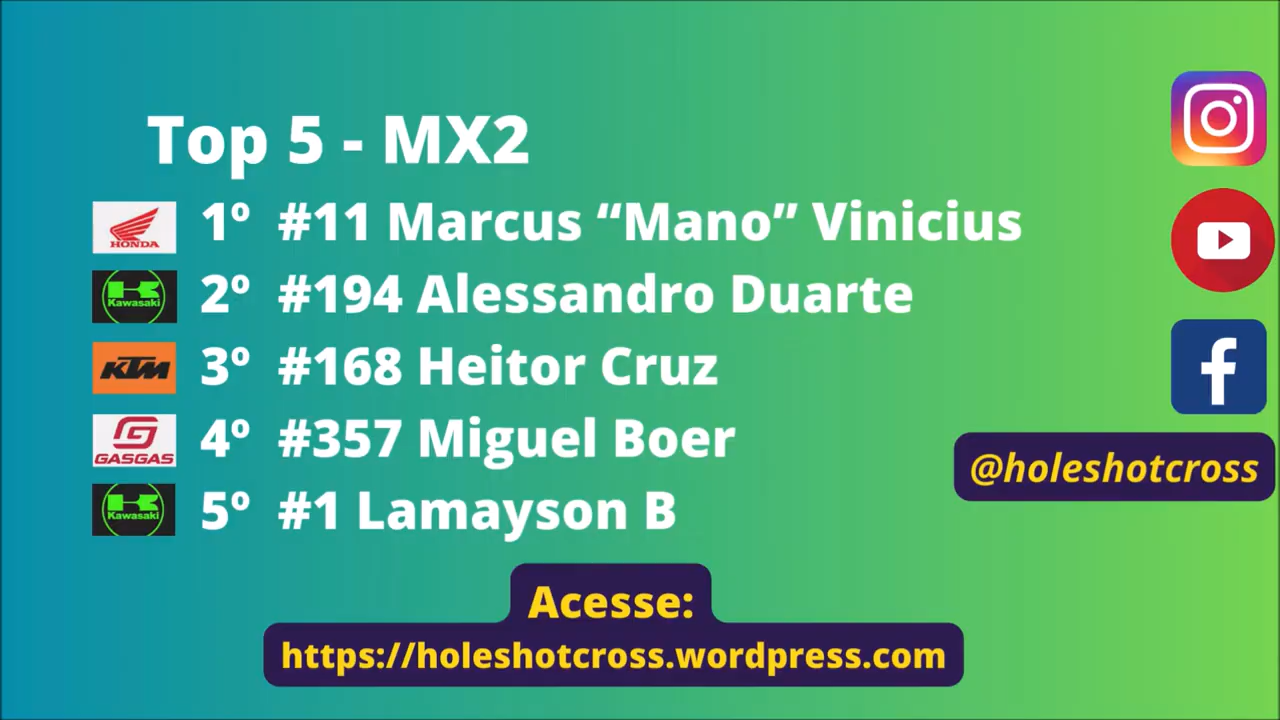 Top 5 - MX2
HONDA 1º #11 Marcus “Mano” Vinicius
Kawasaki 2º #194 Alessandro Duarte
KTM 3º #168 Heitor Cruz
GASGAS 4º #357 Miguel Boer
Kawasaki 5º #1 Lamayson B
@holeshotcross
Acesse:
https://holeshotcross.wordpress.com